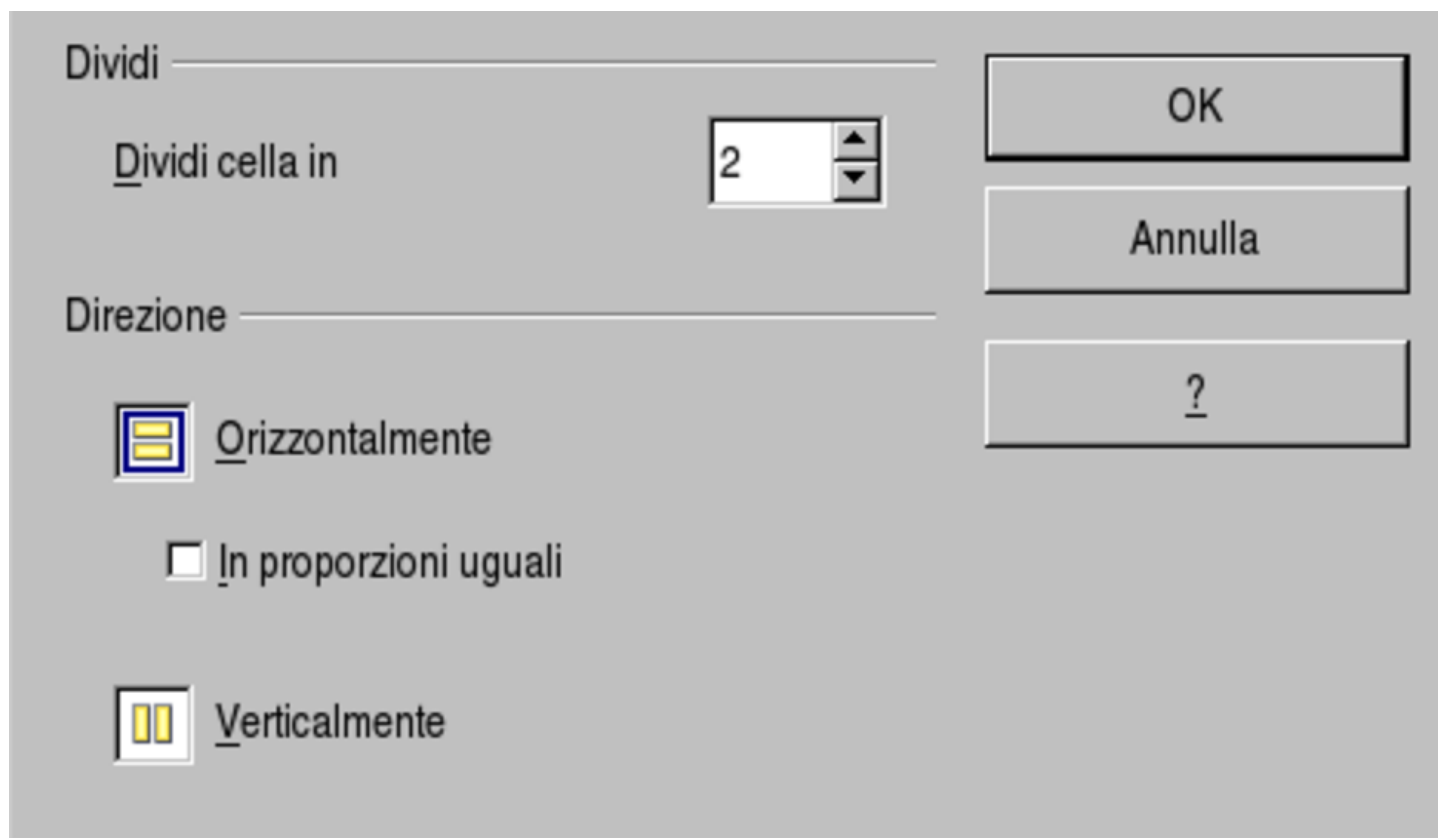 Dividi
Dividi cella in
2
Direzione
Orizzontalmente
In proporzioni uguali
Verticalmente
OK
Annulla
?